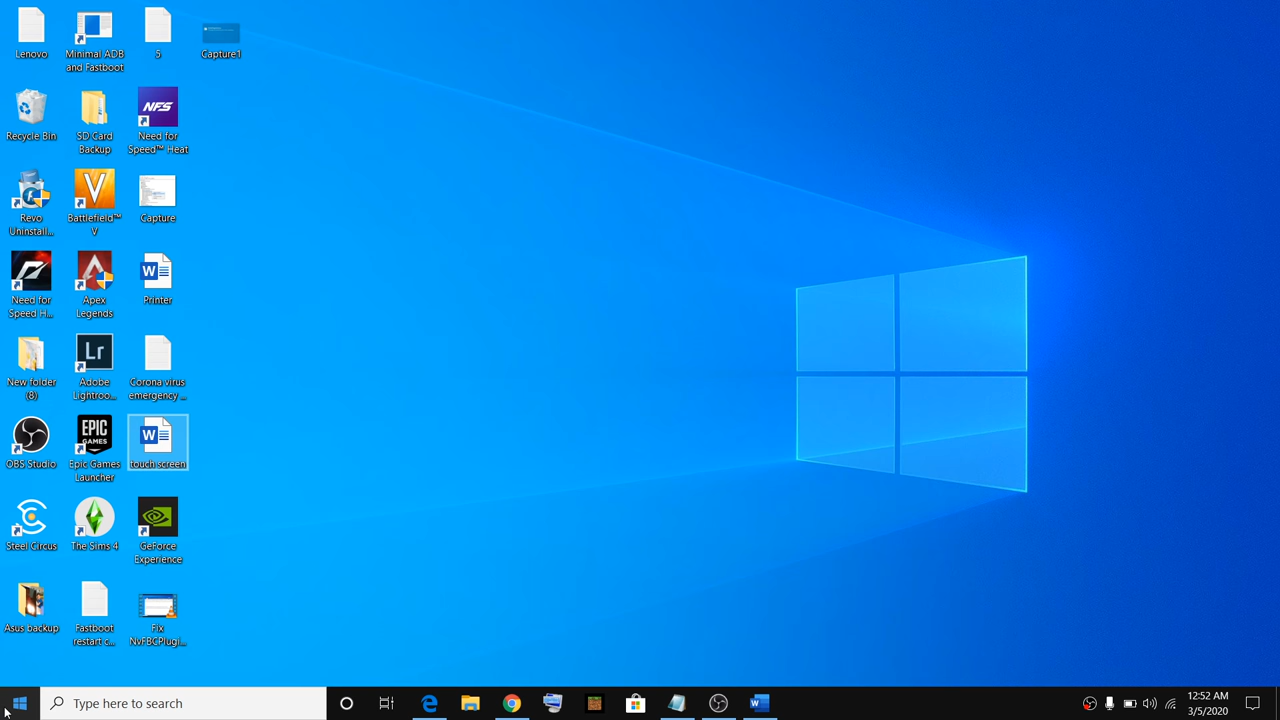 Lenovo
Minimal ADB
and Fastboot
5
Capture1
Recycle Bin
SD Card
Backup
NFS
Need for
Speed™ Heat
Revo
Uninstall...
V
Battlefield™
V
Capture
Need for
Speed H...
Apex
Legends
W
Printer
New folder
(8)
Lr
Adobe
Lightroo...
Corona virus
emergency ...
OBS Studio
EPIC
GAMES
Epic Games
Launcher
W
touch screen
Steel Circus
The Sims 4
GeForce
Experience
Asus backup
Fastboot
restart c...
Fix
NvFBCPlugi...
Type here to search
W
12:52 AM
3/5/2020